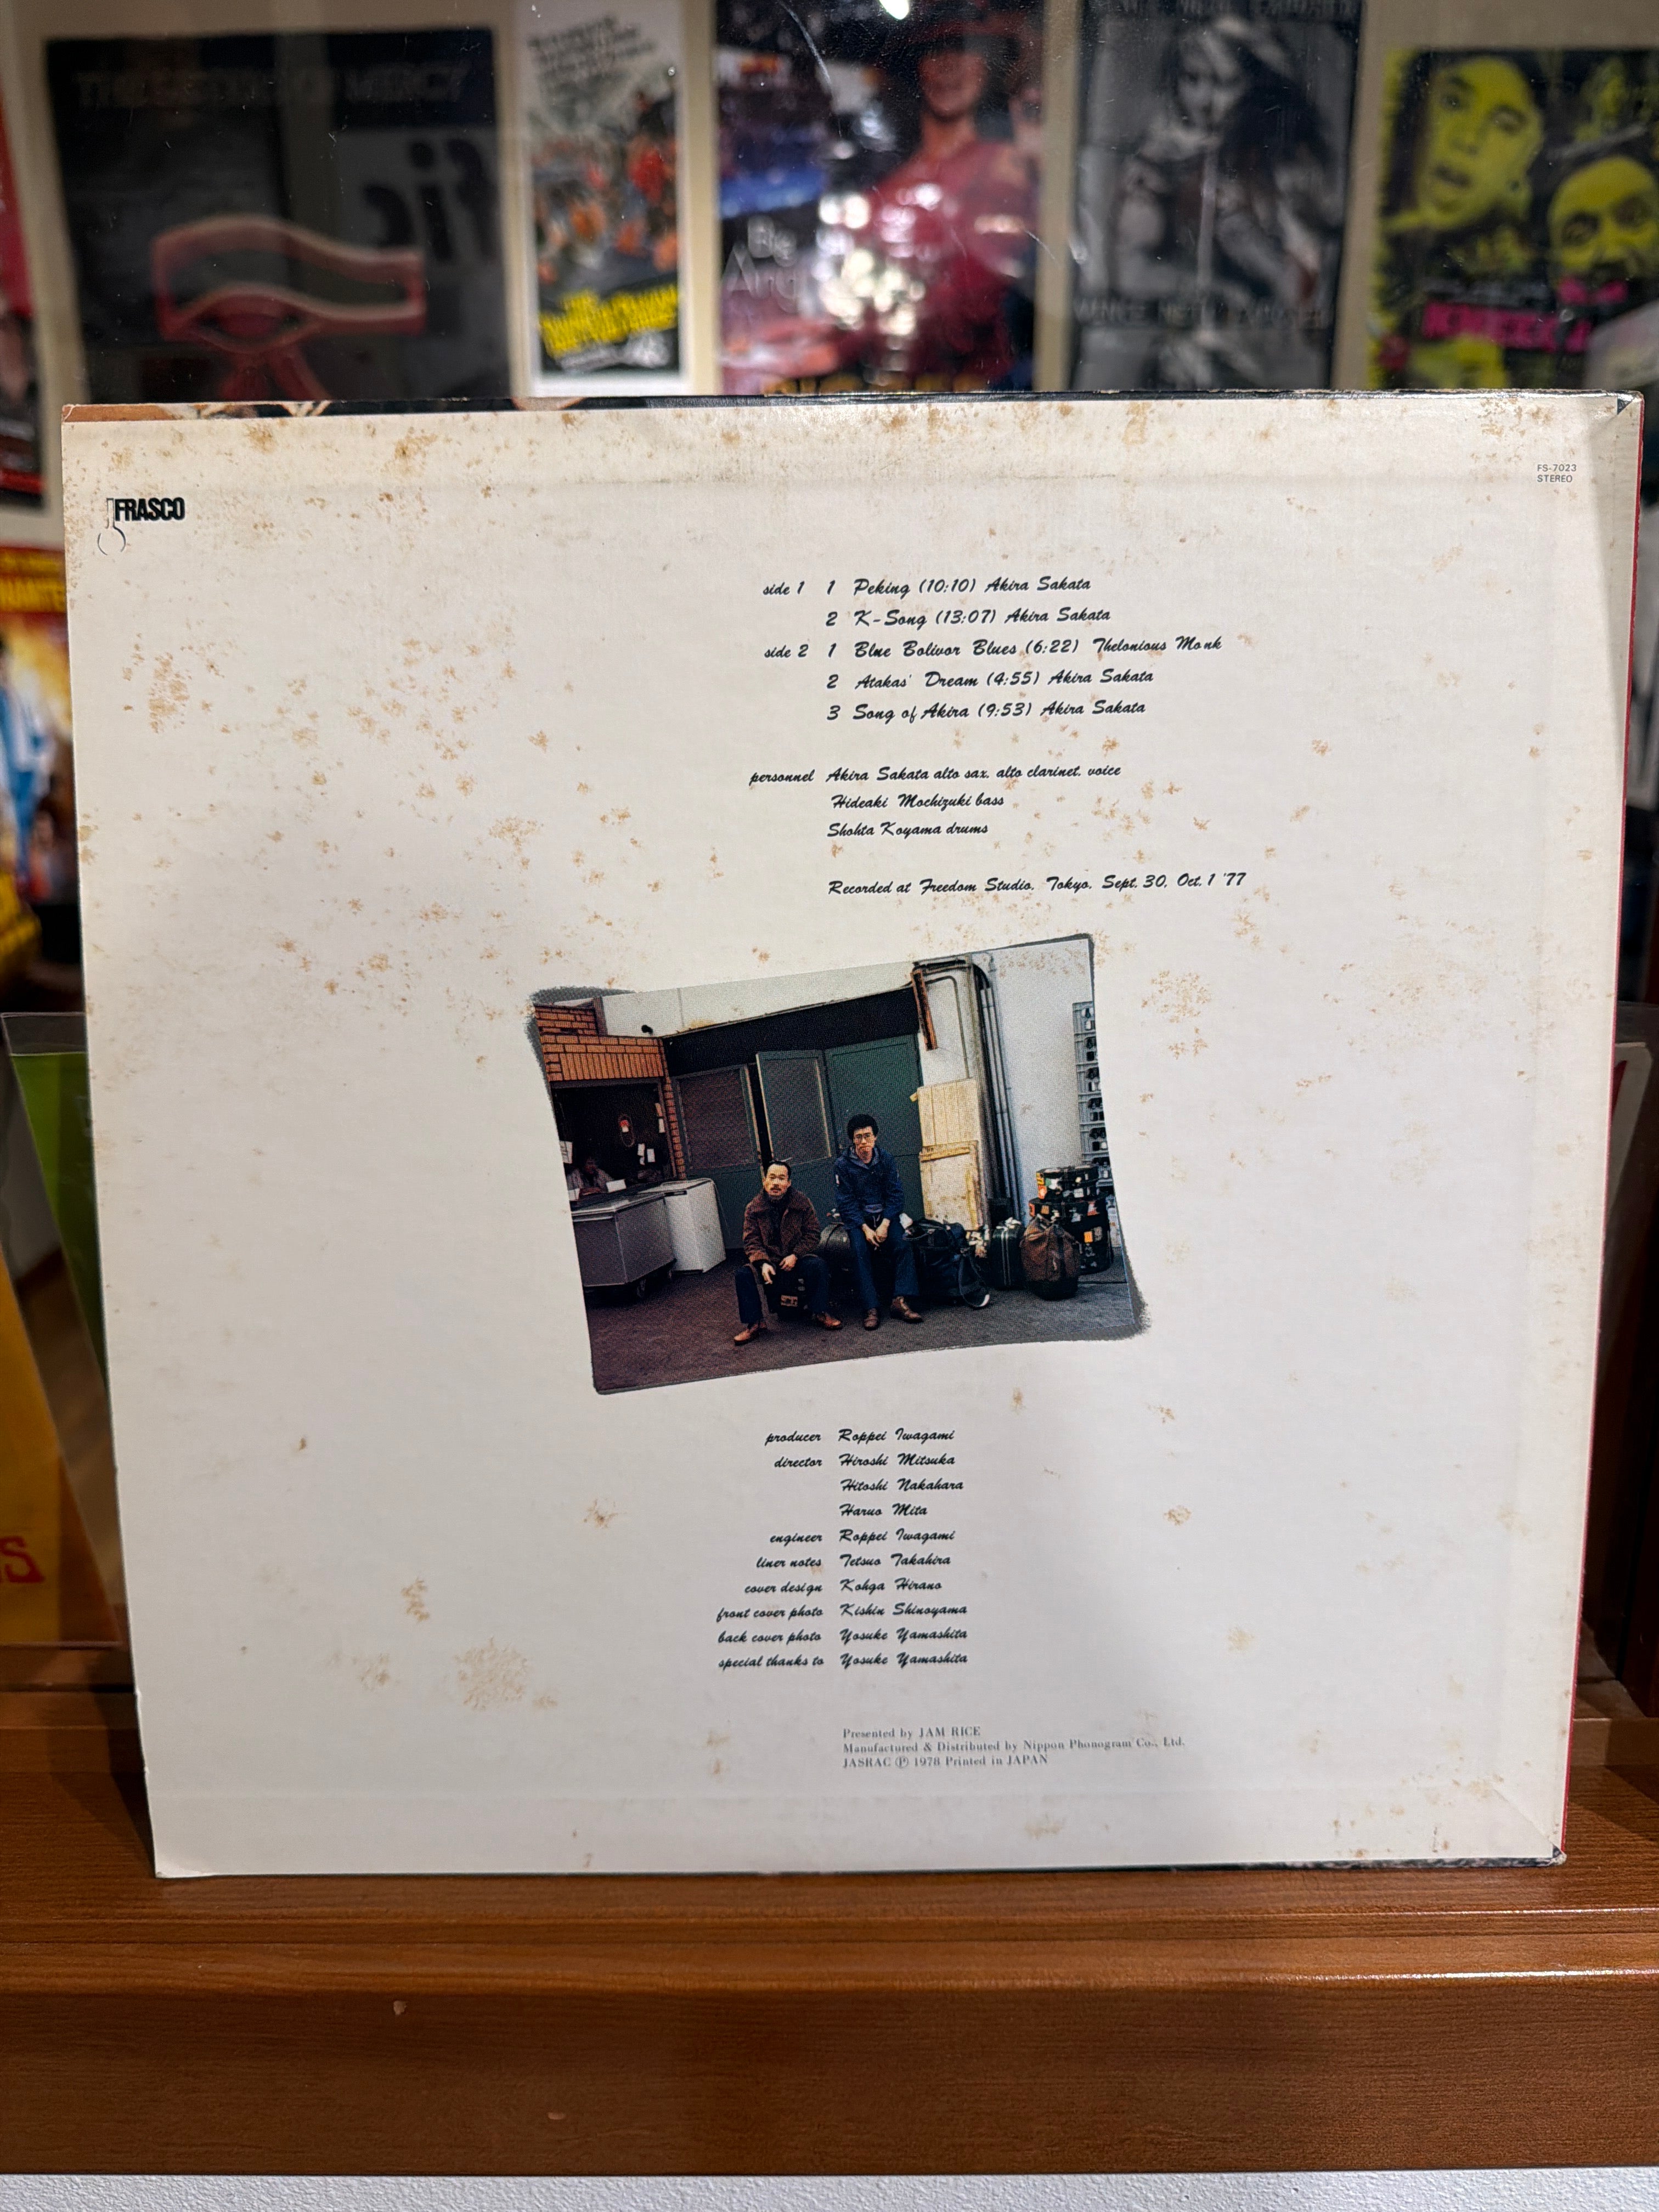 THE SISTERS OF MERCY
fic
Big
FS-7023
STEREO
FRASCO
side 1 1 Peking (10:10) Akira Sakata
2 K-Song (13:07) Akira Sakata
side 2 1 Blue Bolivor Blues (6:22) Thelonious Monk
2 Atakas' Dream (4:55) Akira Sakata
3 Song of Akira (9:53) Akira Sakata
personnel Akira Sakata alto sax. alto clarinet. voice
Hideaki Mochizuki bass
Shohta Koyama drums
Recorded at Freedom Studio. Tokyo. Sept. 30. Oct. 1 '77
producer Roppei Iwagami
director Hiroshi Mitsuka
Hitoshi Nakahara
Haruo Mita
engineer Roppei Iwagami
liner notes Tetsuo Takahira
cover design Kohga Hirano
front cover photo Kishin Shinoyama
back cover photo Yosuke Yamashita
special thanks to Yosuke Yamashita
Presented by JAM RICE
Manufactured & Distributed by Nippon Phonogram Co., Ltd.
JASRAC Ⓟ 1978 Printed in JAPAN